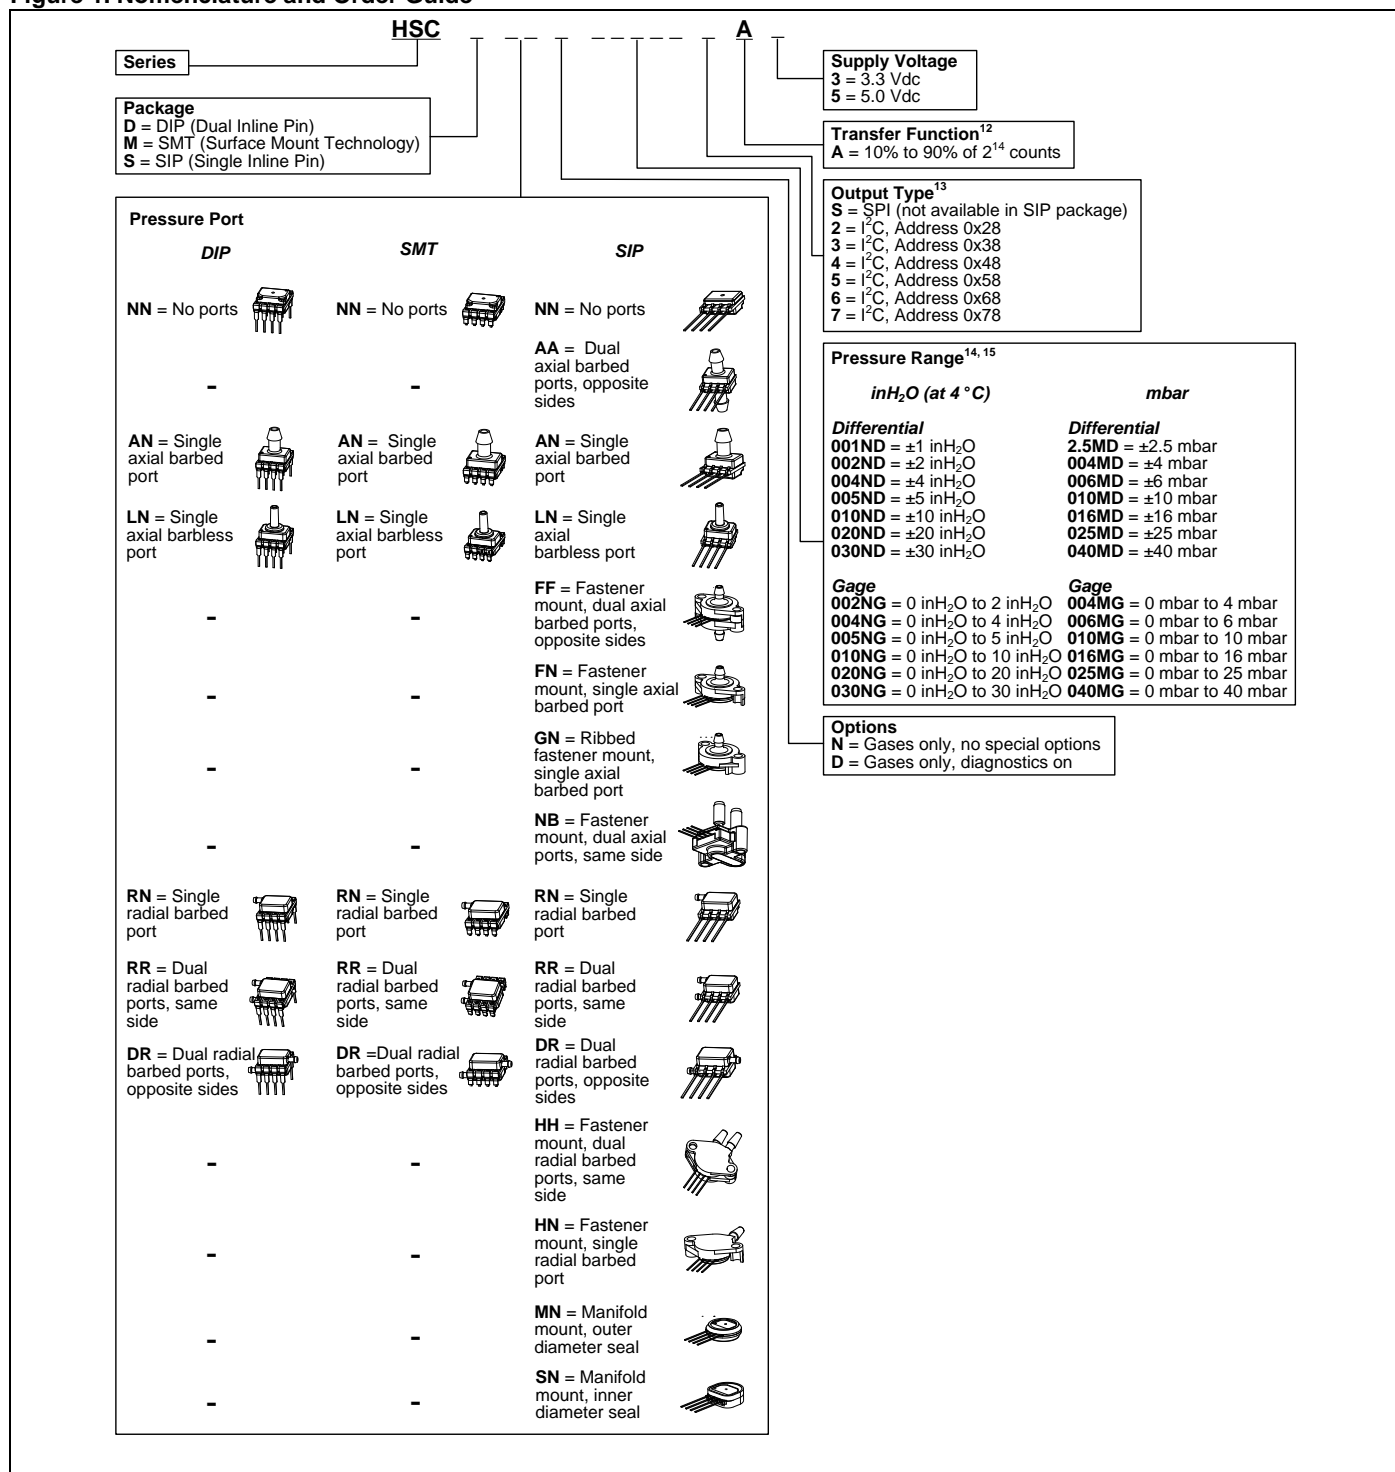 HSC _ _ _ _ _ _ _ _ _ _ A _
Series
Package
D = DIP (Dual Inline Pin)
M = SMT (Surface Mount Technology)
S = SIP (Single Inline Pin)
Supply Voltage
3 = 3.3 Vdc
5 = 5.0 Vdc
Transfer Function12
A = 10% to 90% of 2^14 counts
Output Type13
S = SPI (not available in SIP package)
2 = I²C, Address 0x28
3 = I²C, Address 0x38
4 = I²C, Address 0x48
5 = I²C, Address 0x58
6 = I²C, Address 0x68
7 = I²C, Address 0x78
Pressure Range14, 15
inH₂O (at 4 °C)
mbar
Differential
001ND = ±1 inH₂O
002ND = ±2 inH₂O
004ND = ±4 inH₂O
005ND = ±5 inH₂O
010ND = ±10 inH₂O
020ND = ±20 inH₂O
030ND = ±30 inH₂O
Differential
2.5MD = ±2.5 mbar
004MD = ±4 mbar
006MD = ±6 mbar
010MD = ±10 mbar
016MD = ±16 mbar
025MD = ±25 mbar
040MD = ±40 mbar
Gage
002NG = 0 inH₂O to 2 inH₂O
004NG = 0 inH₂O to 4 inH₂O
005NG = 0 inH₂O to 5 inH₂O
010NG = 0 inH₂O to 10 inH₂O
020NG = 0 inH₂O to 20 inH₂O
030NG = 0 inH₂O to 30 inH₂O
Gage
004MG = 0 mbar to 4 mbar
006MG = 0 mbar to 6 mbar
010MG = 0 mbar to 10 mbar
016MG = 0 mbar to 16 mbar
025MG = 0 mbar to 25 mbar
040MG = 0 mbar to 40 mbar
Options
N = Gases only, no special options
D = Gases only, diagnostics on
Pressure Port
DIP
SMT
SIP
NN = No ports
NN = No ports
NN = No ports
-
-
AA = Dual
axial barbed
ports, opposite
sides
AN = Single
axial barbed
port
AN = Single
axial barbed
port
AN = Single
axial barbed
port
LN = Single
axial barbless
port
LN = Single
axial barbless
port
LN = Single
axial
barbless port
-
-
FF = Fastener
mount, dual axial
barbed ports,
opposite sides
-
-
FN = Fastener
mount, single axial
barbed port
-
-
GN = Ribbed
fastener mount,
single axial
barbed port
-
-
NB = Fastener
mount, dual axial
ports, same side
RN = Single
radial barbed
port
RN = Single
radial barbed
port
RN = Single
radial barbed
port
RR = Dual
radial barbed
ports, same
side
RR = Dual
radial barbed
ports, same
side
RR = Dual
radial barbed
ports, same
side
DR = Dual radial
barbed ports,
opposite sides
DR =Dual radial
barbed ports,
opposite sides
DR = Dual
radial barbed
ports, opposite
sides
-
-
HH = Fastener
mount, dual
radial barbed
ports, same
side
-
-
HN = Fastener
mount, single
radial barbed
port
-
-
MN = Manifold
mount, outer
diameter seal
-
-
SN = Manifold
mount, inner
diameter seal